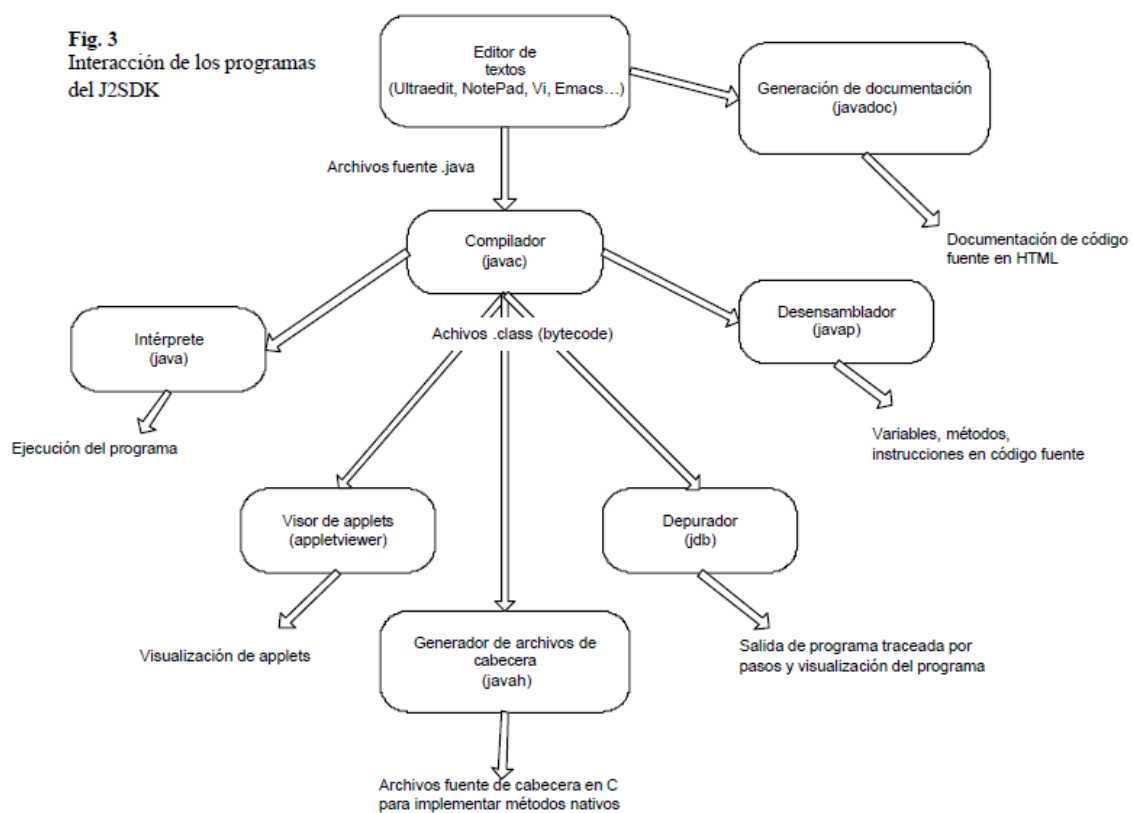 Fig. 3
Interacción de los programas
del J2SDK
Editor de
textos
(Ultraedit, NotePad, Vi, Emacs…)
Generación de documentación
(javadoc)
Archivos fuente .java
Documentación de código
fuente en HTML
Compilador
(javac)
Intérprete
(java)
Achivos .class (bytecode)
Desensamblador
(javap)
Ejecución del programa
Variables, métodos,
instrucciones en código fuente
Visor de applets
(appletviewer)
Depurador
(jdb)
Visualización de applets
Generador de archivos de
cabecera
(javah)
Salida de programa traceada por
pasos y visualización del programa
Archivos fuente de cabecera en C
para implementar métodos nativos